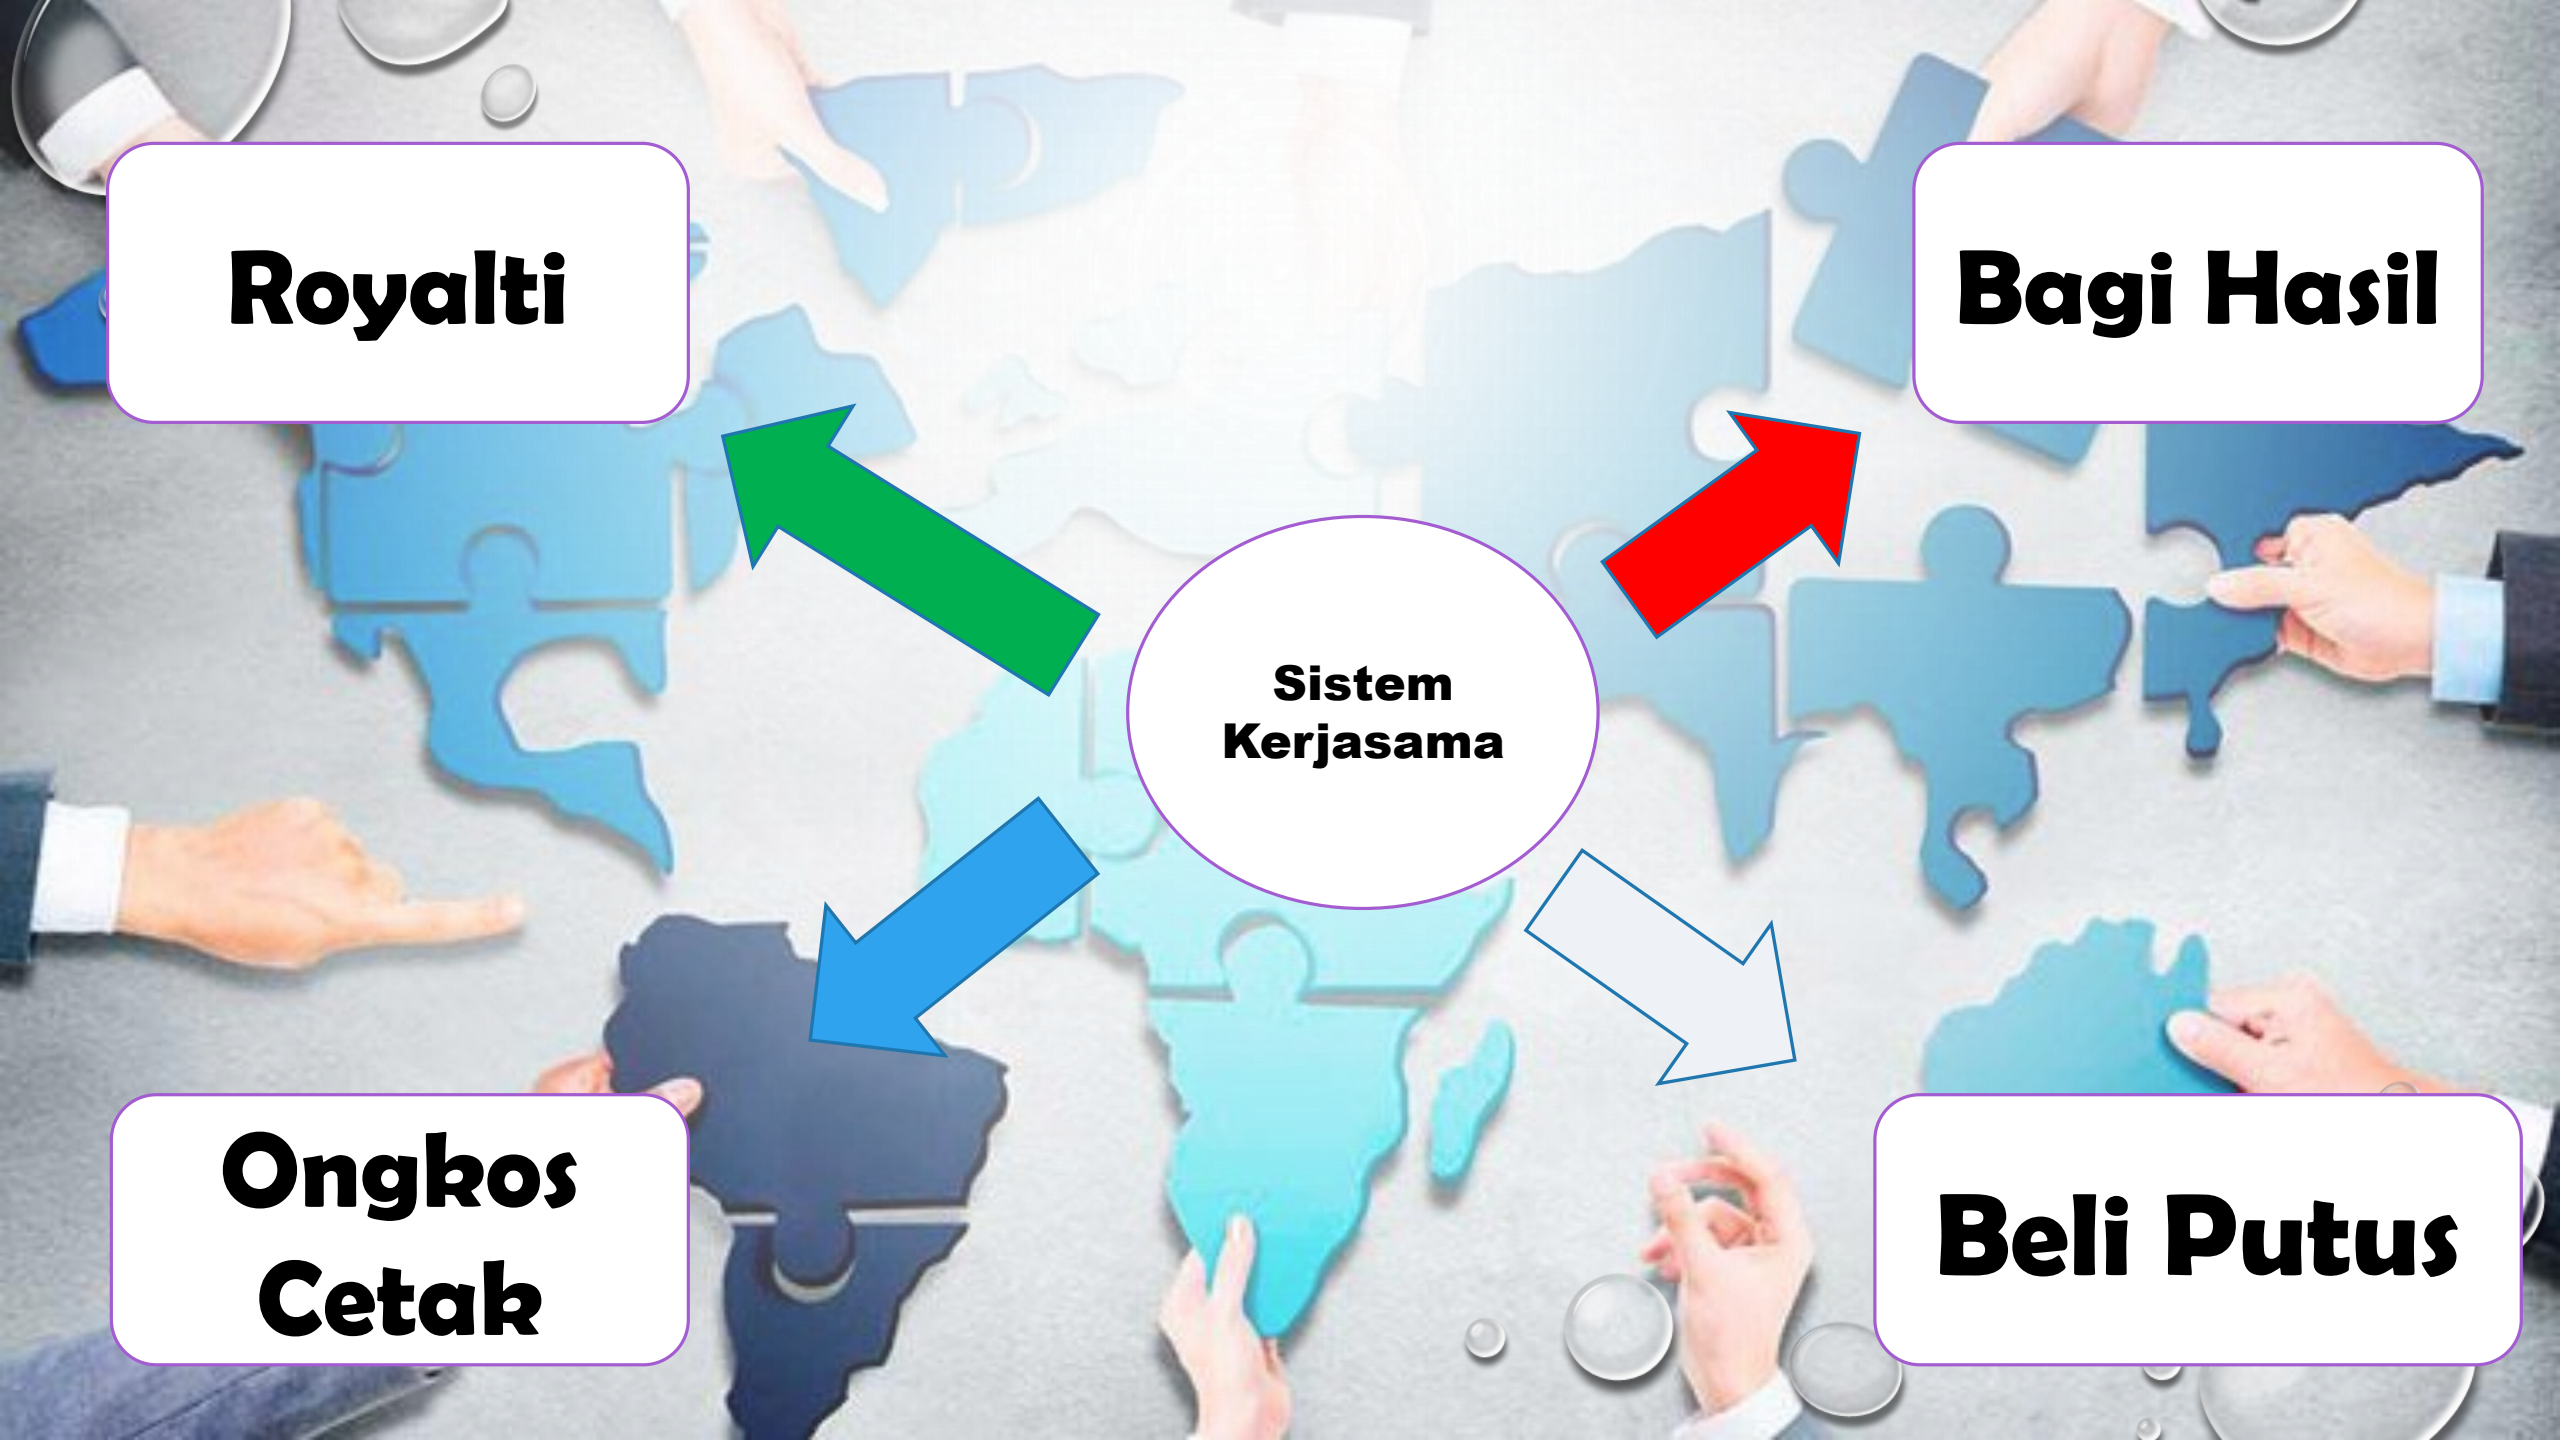 Royalti
Bagi Hasil
Sistem
Kerjasama
Ongkos
Cetak
Beli Putus